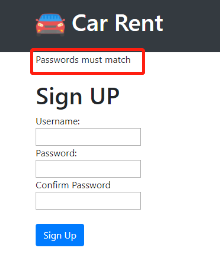 Car Rent
Passwords must match
Sign UP
Username:
Password:
Confirm Password
Sign Up